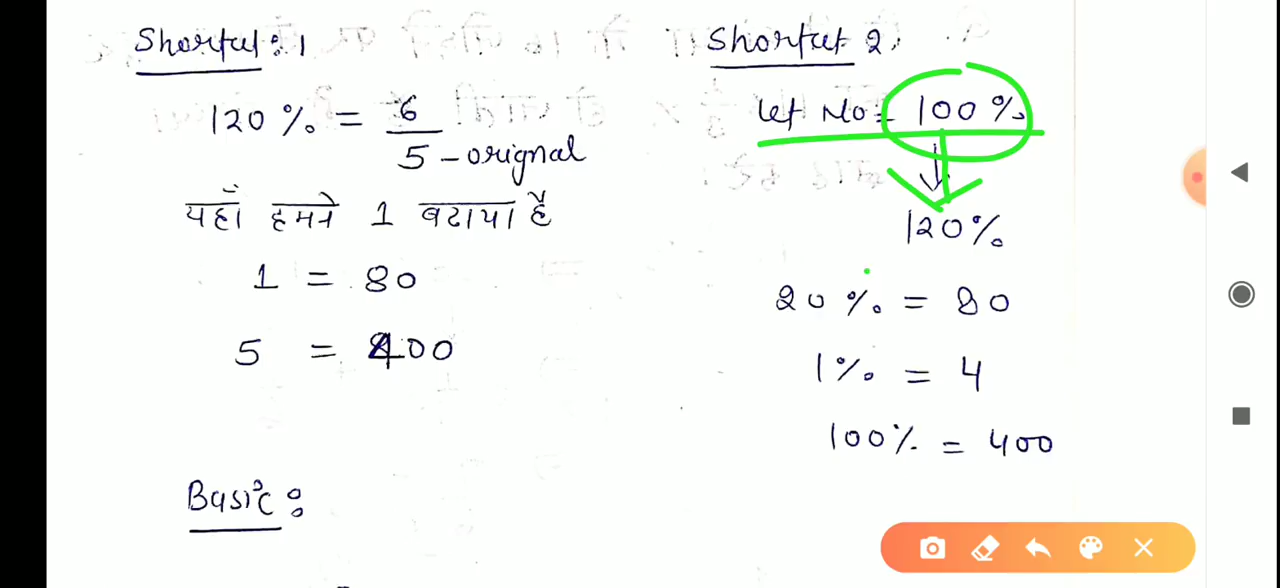 Shortcut: 1
120 % = 6/5 - orignal
यहाँ हमने 1 बढाया है
1 = 80
5 = 400
Shortcut 2,
let No = 100 %
↓
120%
20 % = 80
1% = 4
100% = 400
Basic :